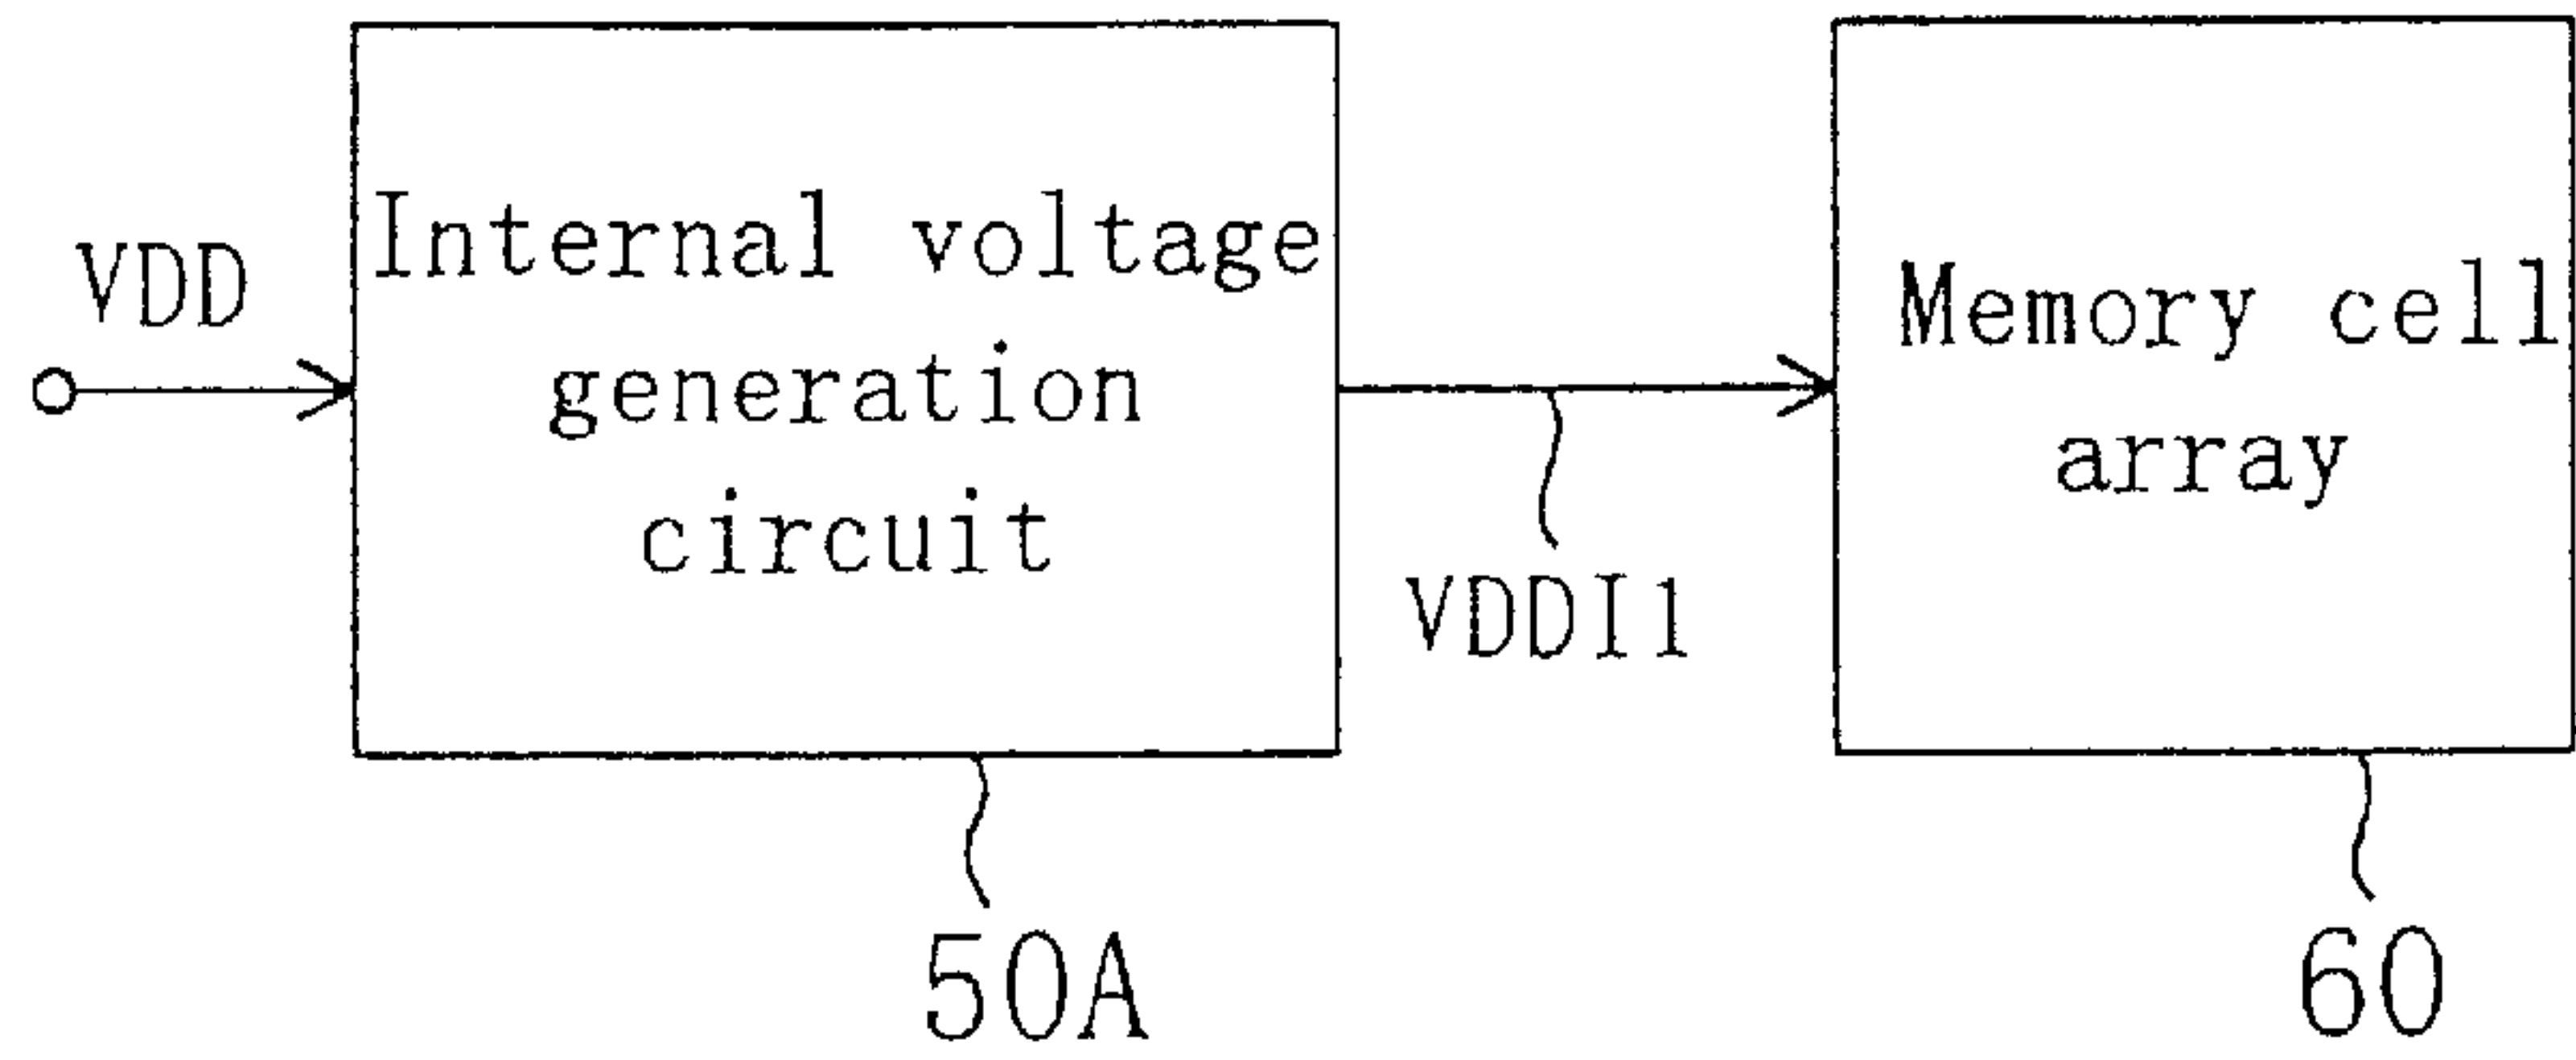 VDD
Internal voltage
generation
circuit
VDDI1
Memory cell
array
50A
60